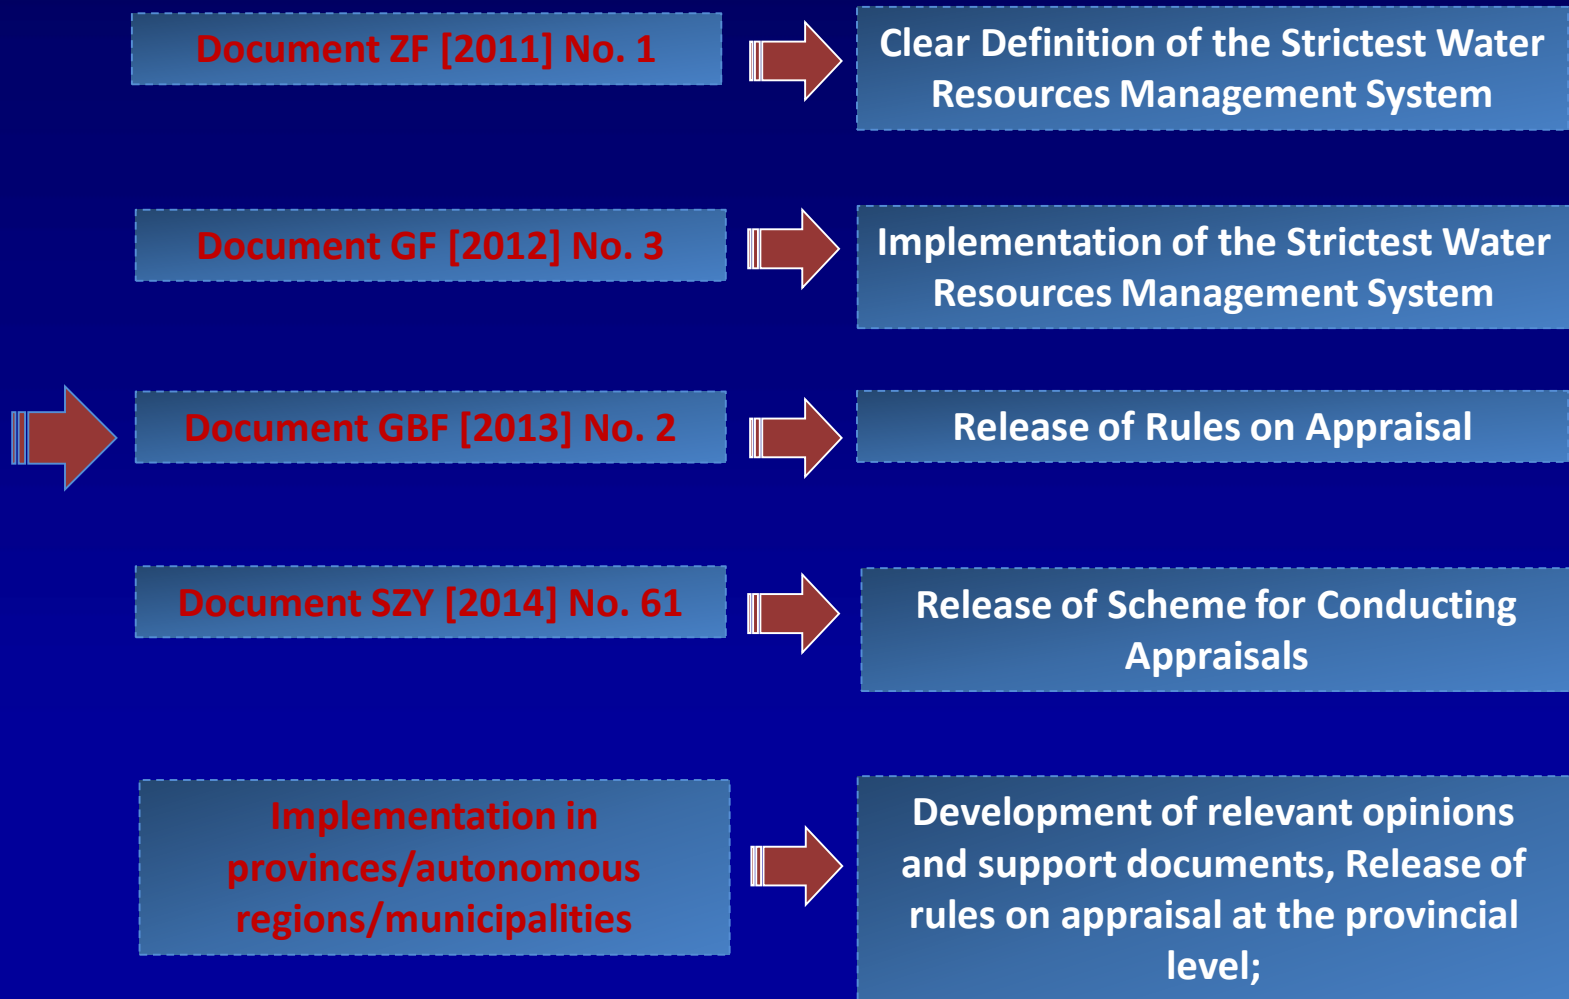 Document ZF [2011] No. 1
Clear Definition of the Strictest Water
Resources Management System
Document GF [2012] No. 3
Implementation of the Strictest Water
Resources Management System
Document GBF [2013] No. 2
Release of Rules on Appraisal
Document SZY [2014] No. 61
Release of Scheme for Conducting
Appraisals
Implementation in
provinces/autonomous
regions/municipalities
Development of relevant opinions
and support documents, Release of
rules on appraisal at the provincial
level;